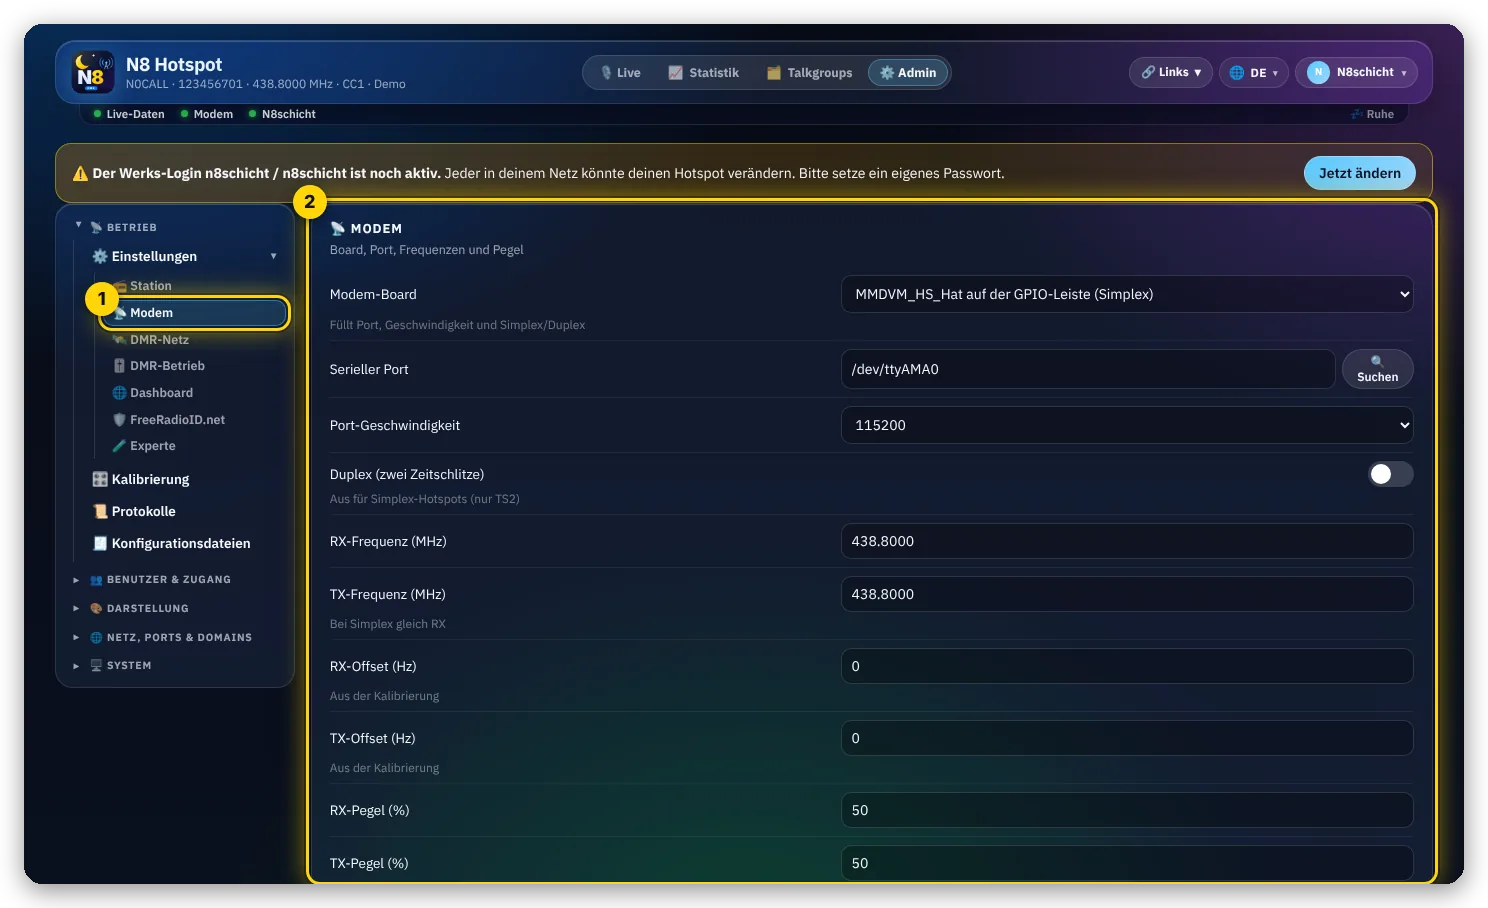 N8 Hotspot
N0CALL · 123456701 · 438.8000 MHz · CC1 · Demo
Live
Statistik
Talkgroups
Admin
Links ▾
DE ▾
N
N8schicht ▾
N8
Live-Daten
Modem
N8schicht
Ruhe
Der Werks-Login n8schicht / n8schicht ist noch aktiv. Jeder in deinem Netz könnte deinen Hotspot verändern. Bitte setze ein eigenes Passwort.
Jetzt ändern
BETRIEB
Einstellungen
Station
1
Modem
DMR-Netz
DMR-Betrieb
Dashboard
FreeRadioID.net
Experte
Kalibrierung
Protokolle
Konfigurationsdateien
BENUTZER & ZUGANG
DARSTELLUNG
NETZ, PORTS & DOMAINS
SYSTEM
2
MODEM
Board, Port, Frequenzen und Pegel
Modem-Board
MMDVM_HS_Hat auf der GPIO-Leiste (Simplex)
Füllt Port, Geschwindigkeit und Simplex/Duplex
Serieller Port
/dev/ttyAMA0
Suchen
Port-Geschwindigkeit
115200
Duplex (zwei Zeitschlitze)
Aus für Simplex-Hotspots (nur TS2)
RX-Frequenz (MHz)
438.8000
TX-Frequenz (MHz)
438.8000
Bei Simplex gleich RX
RX-Offset (Hz)
0
Aus der Kalibrierung
TX-Offset (Hz)
0
Aus der Kalibrierung
RX-Pegel (%)
50
TX-Pegel (%)
50